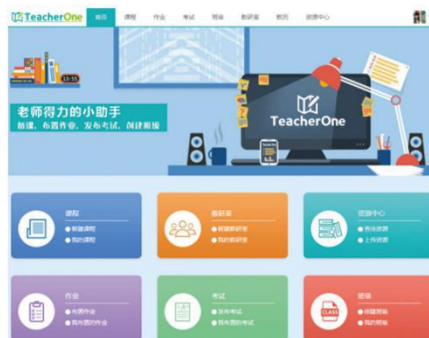 TeacherOne 首页 课程 作业 考试 班级 教研室 教历 资源中心
13:55
老师得力的小助手
备课、布置作业、发布考试、创建班级
TeacherOne
课程
新建课程
我的课程
教研室
新建教研室
我的教研室
资源中心
查找资源
上传资源
作业
布置作业
我布置的作业
考试
发布考试
我布置的考试
CLASS
班级
创建班级
我的班级